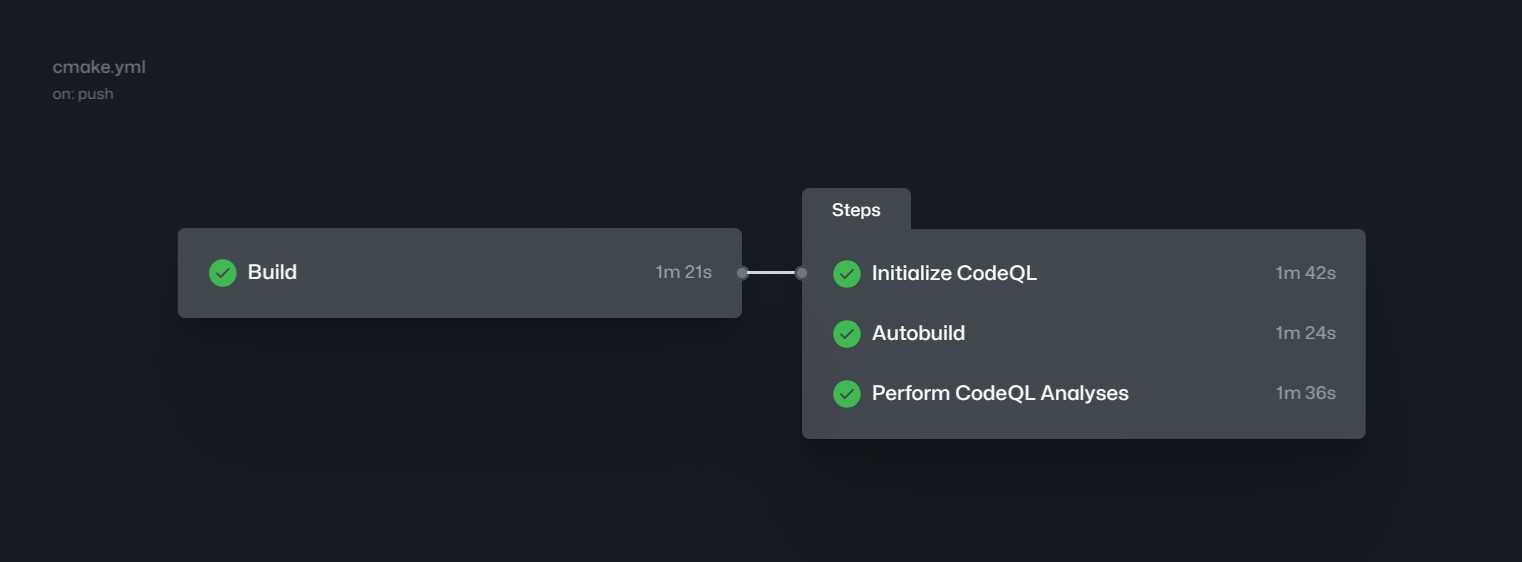 cmake.yml
on: push
Build 1m 21s
Steps
Initialize CodeQL 1m 42s
Autobuild 1m 24s
Perform CodeQL Analyses 1m 36s